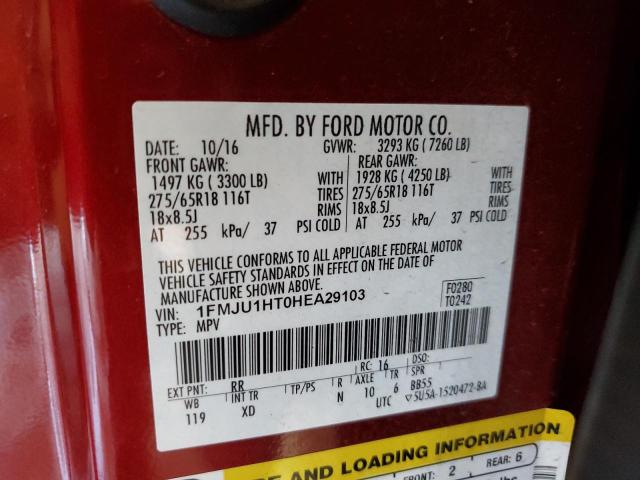 MFD. BY FORD MOTOR CO.
DATE: 10/16 GVWR: 3293 KG ( 7260 LB)
FRONT GAWR: REAR GAWR:
1497 KG ( 3300 LB) WITH 1928 KG ( 4250 LB) WITH
275/65R18 116T TIRES 275/65R18 116T TIRES
18x8.5J RIMS 18x8.5J RIMS
AT 255 kPa/ 37 PSI COLD AT 255 kPa/ 37 PSI COLD
THIS VEHICLE CONFORMS TO ALL APPLICABLE FEDERAL MOTOR
VEHICLE SAFETY STANDARDS IN EFFECT ON THE DATE OF
MANUFACTURE SHOWN ABOVE.
VIN: 1FMJU1HT0HEA29103 F0280
TYPE: MPV T0242
RC: 16 DSO:
EXT PNT: RR
WB INT TR TP/PS R AXLE TR SPR
119 XD N 10 6 BB55
UTC ▽5U5A-1520472-BA
AND LOADING INFORMATION
FRONT: 2 REAR: 6